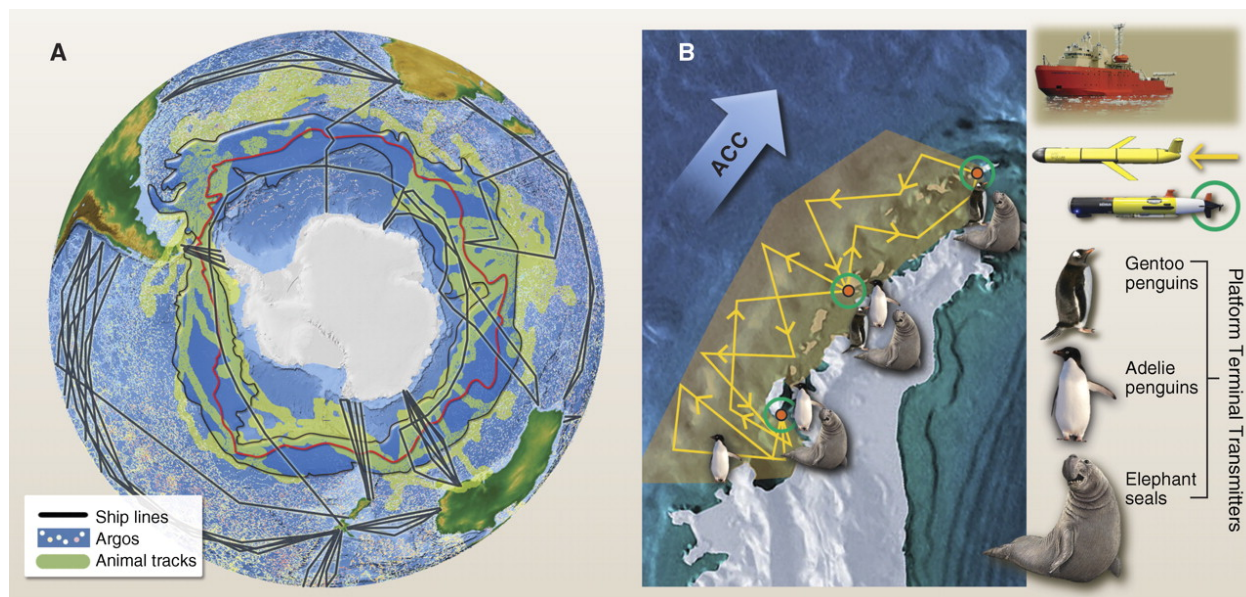 A
Ship lines
Argos
Animal tracks
B
ACC
Gentoo
penguins
Adelie
penguins
Elephant
seals
Platform Terminal Transmitters